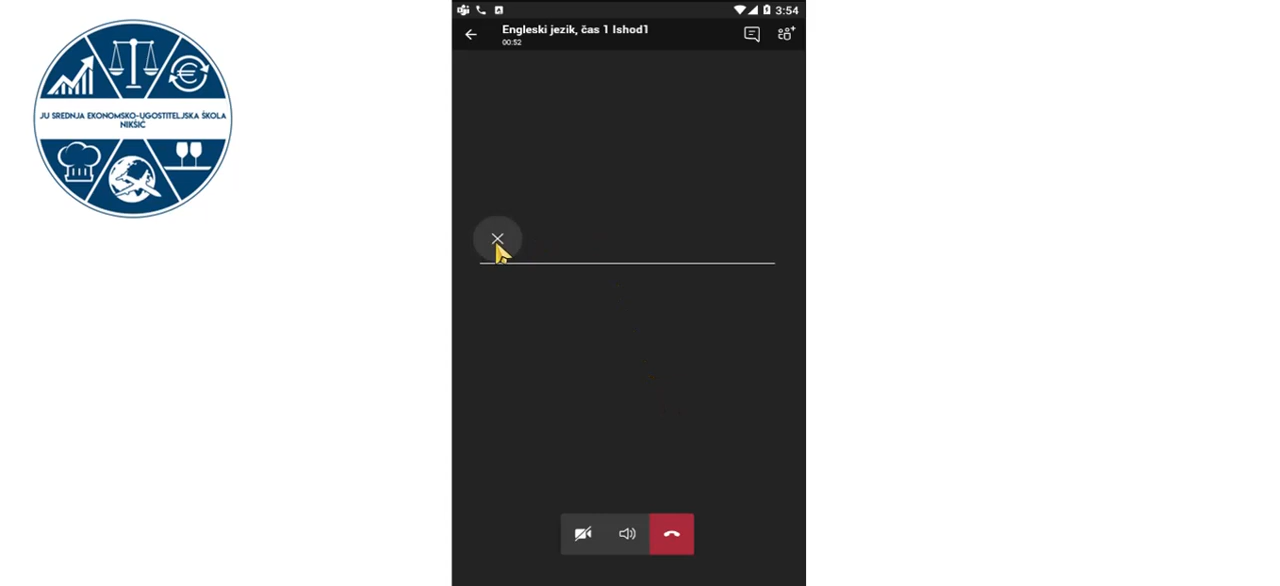 JU SREDNJA EKONOMSKO-UGOSTITELJSKA ŠKOLA
NIKŠIĆ
3:54
Engleski jezik, čas 1 Ishod1
00:52